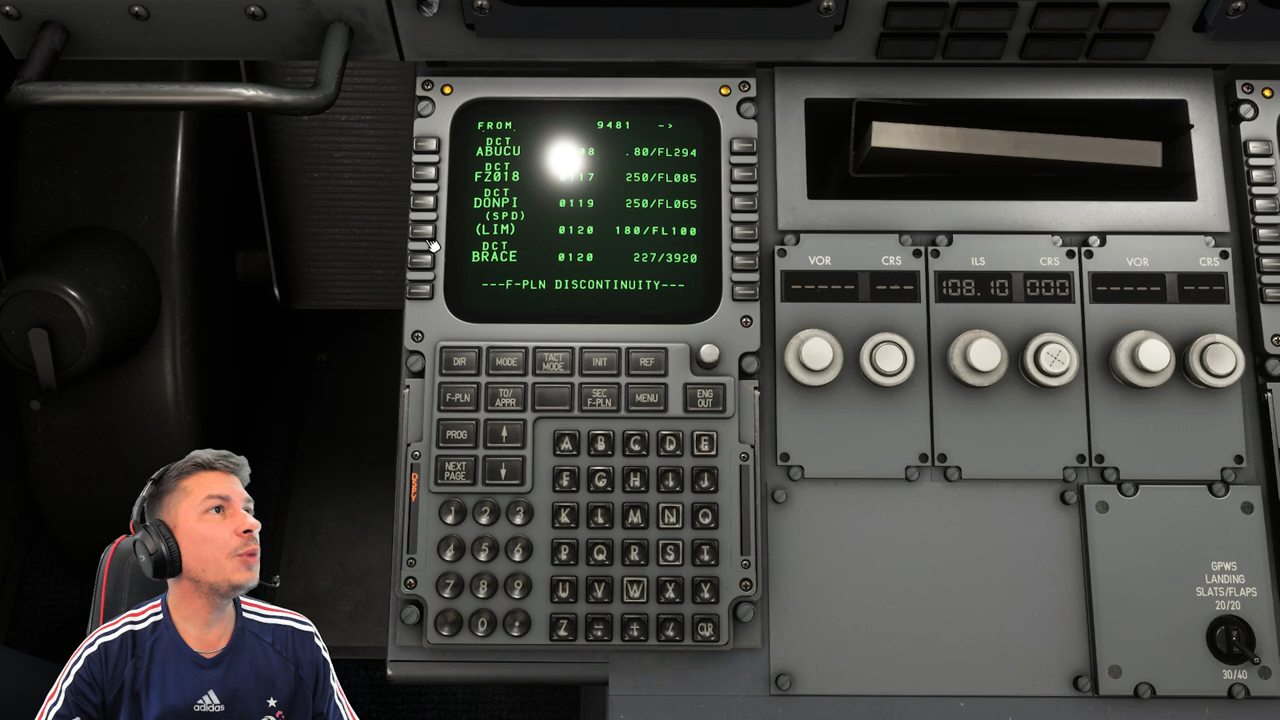 FROM 9481 ->
DCT
ABUCU 8 .80/FL294
DCT
FZ018 17 250/FL085
DCT
DONPI 0119 250/FL065
(SPD)
(LIM) 0120 180/FL100
DCT
BRACE 0120 227/3920
---F-PLN DISCONTINUITY---
VOR CRS ILS CRS VOR CRS
----- --- 108.10 000 ----- ---
DIR MODE TACT MODE INIT REF
F-PLN TO/APPR SEC F-PLN MENU ENG OUT
PROG ↑
NEXT PAGE ↓
DSPY
A B C D E
F G H I J
K L M N O
P Q R S T
U V W X Y
Z - + / CLR
1 2 3
4 5 6
7 8 9
0 .
GPWS
LANDING
SLATS/FLAPS
20/20
30/40
adidas